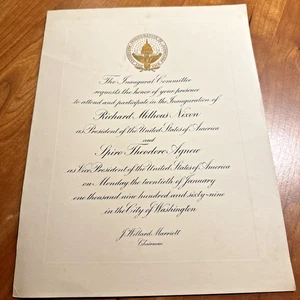 The Inaugural Committee
requests the honor of your presence
to attend and participate in the Inauguration of
Richard Milhous Nixon
as President of the United States of America
and
Spiro Theodore Agnew
as Vice President of the United States of America
on Monday the twentieth of January
one thousand nine hundred and sixty-nine
in the City of Washington
J. Willard Marriott
Chairman